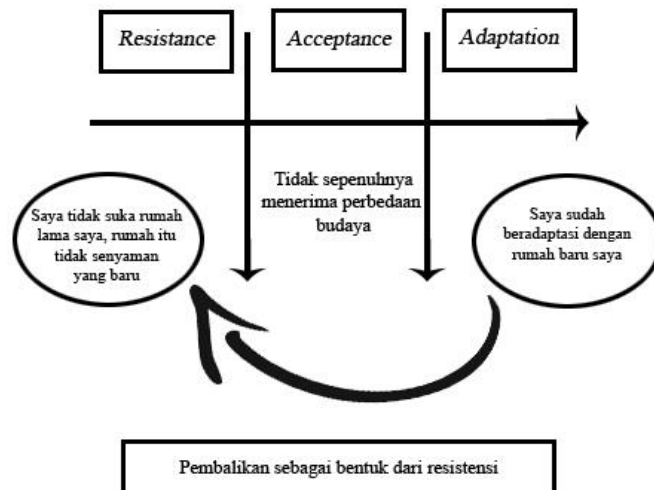 Resistance
Acceptance
Adaptation
Tidak sepenuhnya
menerima perbedaan
budaya
Saya tidak suka rumah
lama saya, rumah itu
tidak senyaman
yang baru
Saya sudah
beradaptasi dengan
rumah baru saya
Pembalikan sebagai bentuk dari resistensi